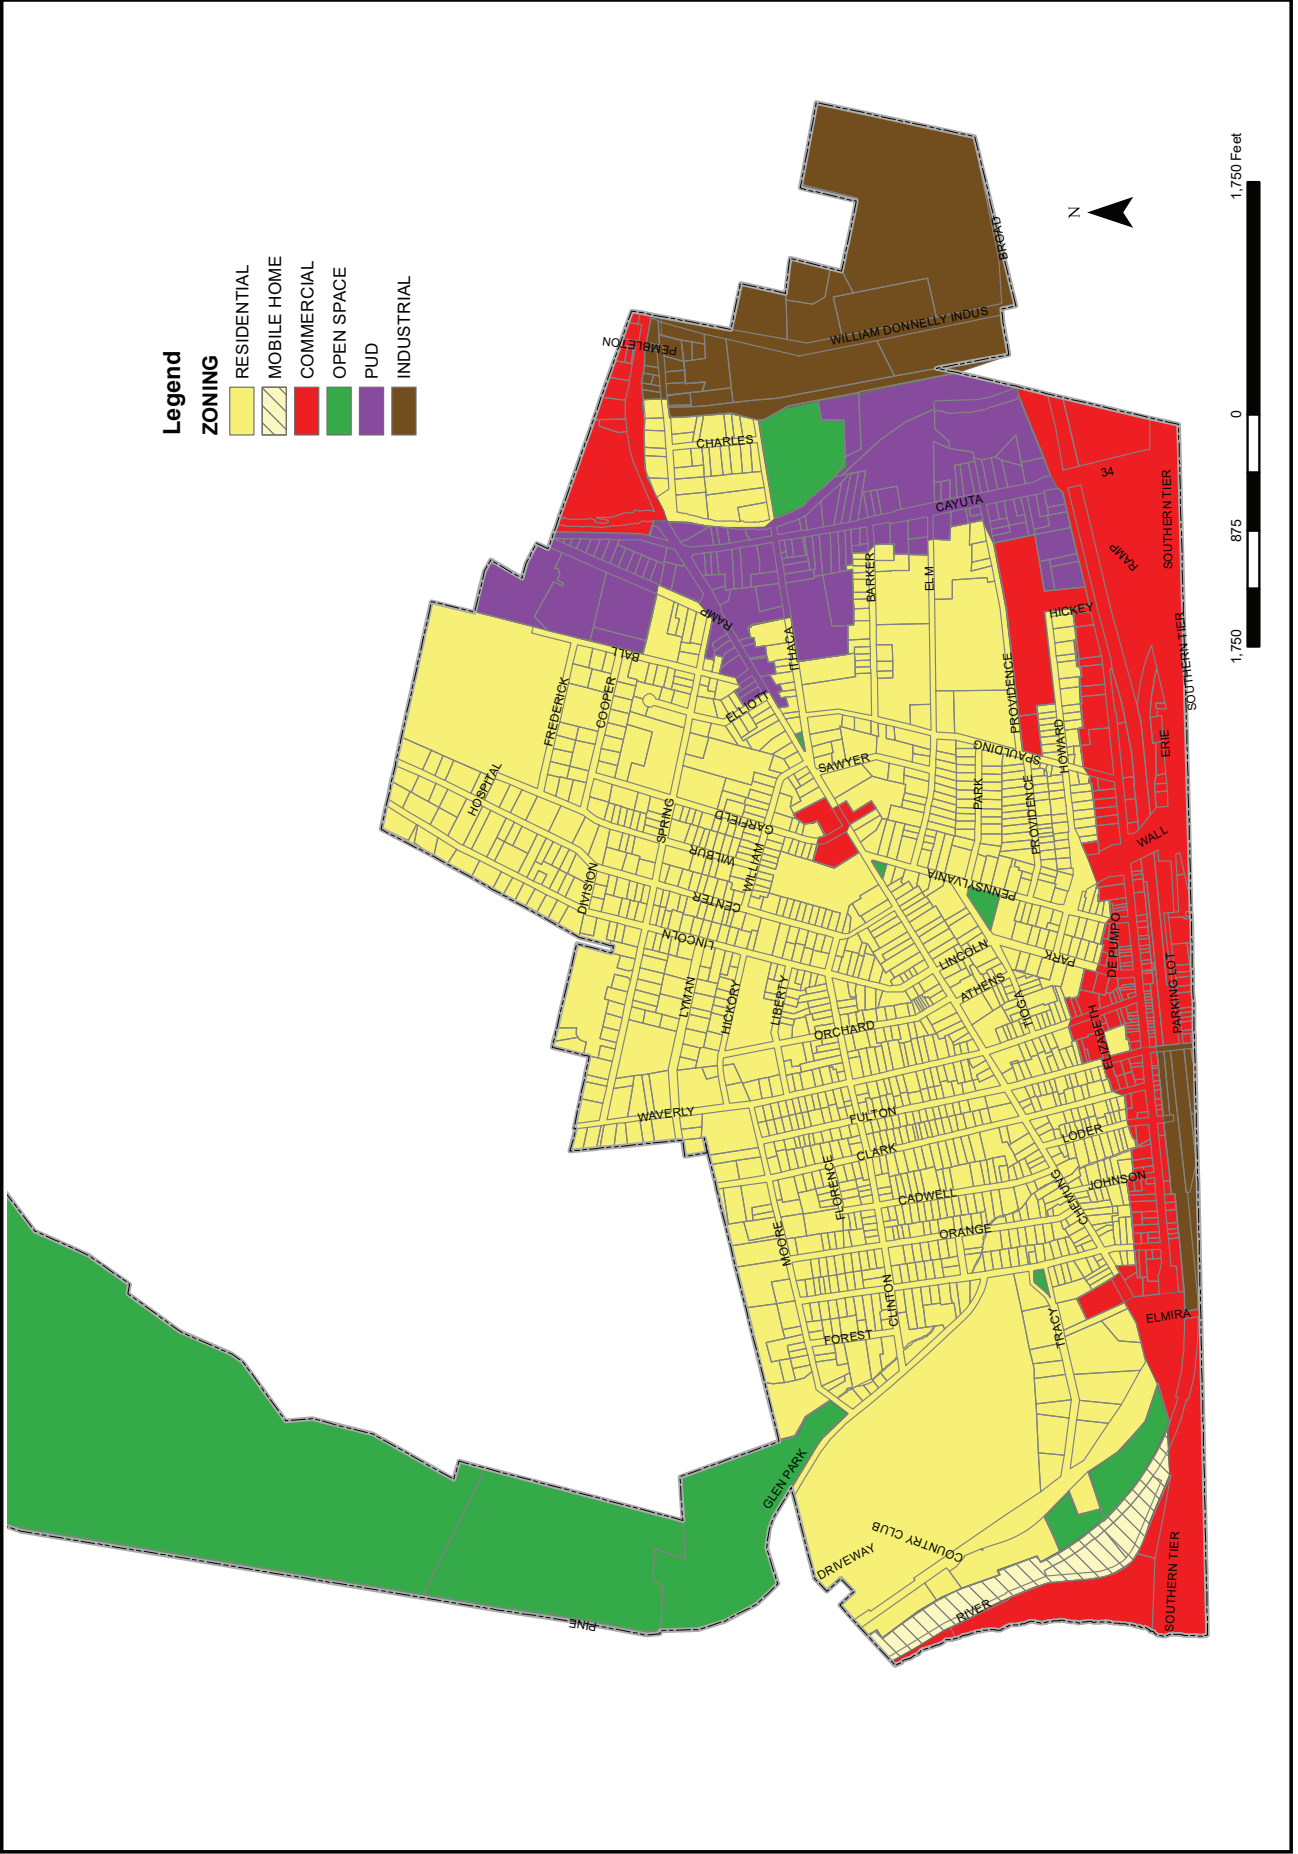 Legend
ZONING
RESIDENTIAL
MOBILE HOME
COMMERCIAL
OPEN SPACE
PUD
INDUSTRIAL
N
1,750
875
0
1,750 Feet
PEMBLETON
WILLIAM DONNELLY INDUS
BROAD
CHARLES
CAYUTA
34
SOUTHERN TIER
RAMP
SOUTHERN TIER
HICKEY
BARKER
ELM
RAMP
ITHACA
BALL
ELLIOTT
FREDERICK
COOPER
HOSPITAL
PROVIDENCE
SPAULDING
HOWARD
ERIE
SAWYER
PARK
PROVIDENCE
WALL
GARFIELD
SPRING
WILBUR
WILLIAM
CENTER
DIVISION
LINCOLN
PENNSYLVANIA
LINCOLN
PARK
DE PUMPO
PARKING LOT
ATHENS
TIOGA
ELIZABETH
LYMAN
HICKORY
LIBERTY
ORCHARD
WAVERLY
FULTON
CLARK
LODER
FLORENCE
CADWELL
CHEMUNG
JOHNSON
ORANGE
MOORE
CLINTON
FOREST
TRACY
ELMIRA
GLEN PARK
COUNTRY CLUB
DRIVEWAY
RIVER
SOUTHERN TIER
PINE